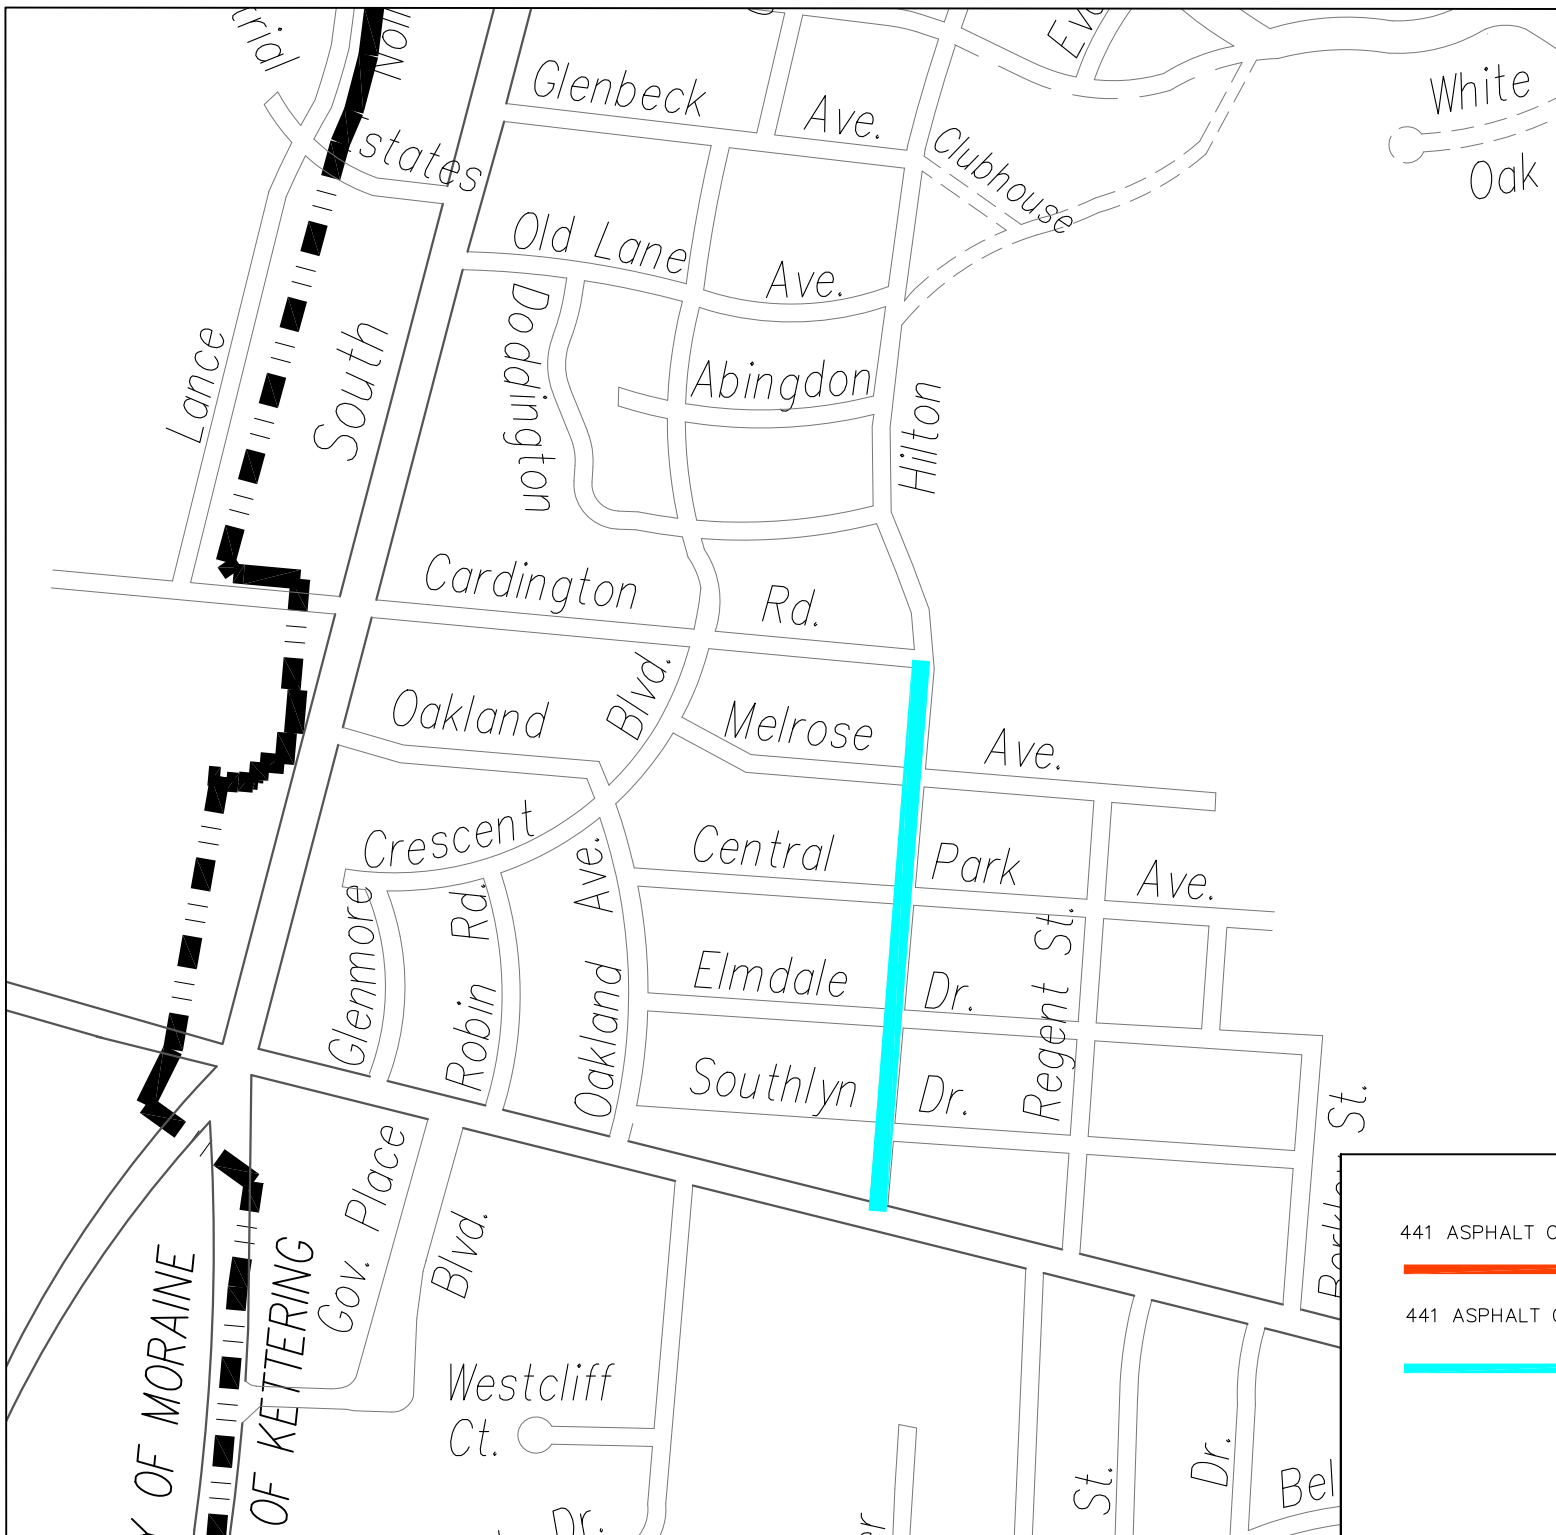 Glenbeck Ave.
White
Oak
Clubhouse
Estates
Old Lane Ave.
Doddington
Lance
South
Abingdon
Hilton
Cardington Rd.
Oakland
Blvd.
Melrose Ave.
Crescent
Central Park Ave.
Glenmore
Robin Rd.
Oakland Ave.
Elmdale Dr.
Regent St.
Southlyn Dr.
St.
Gov. Place
Blvd.
OF MORAINE
OF KETTERING
Westcliff
Ct.
Dr.
St.
Dr.
441 ASPHALT
441 ASPHALT